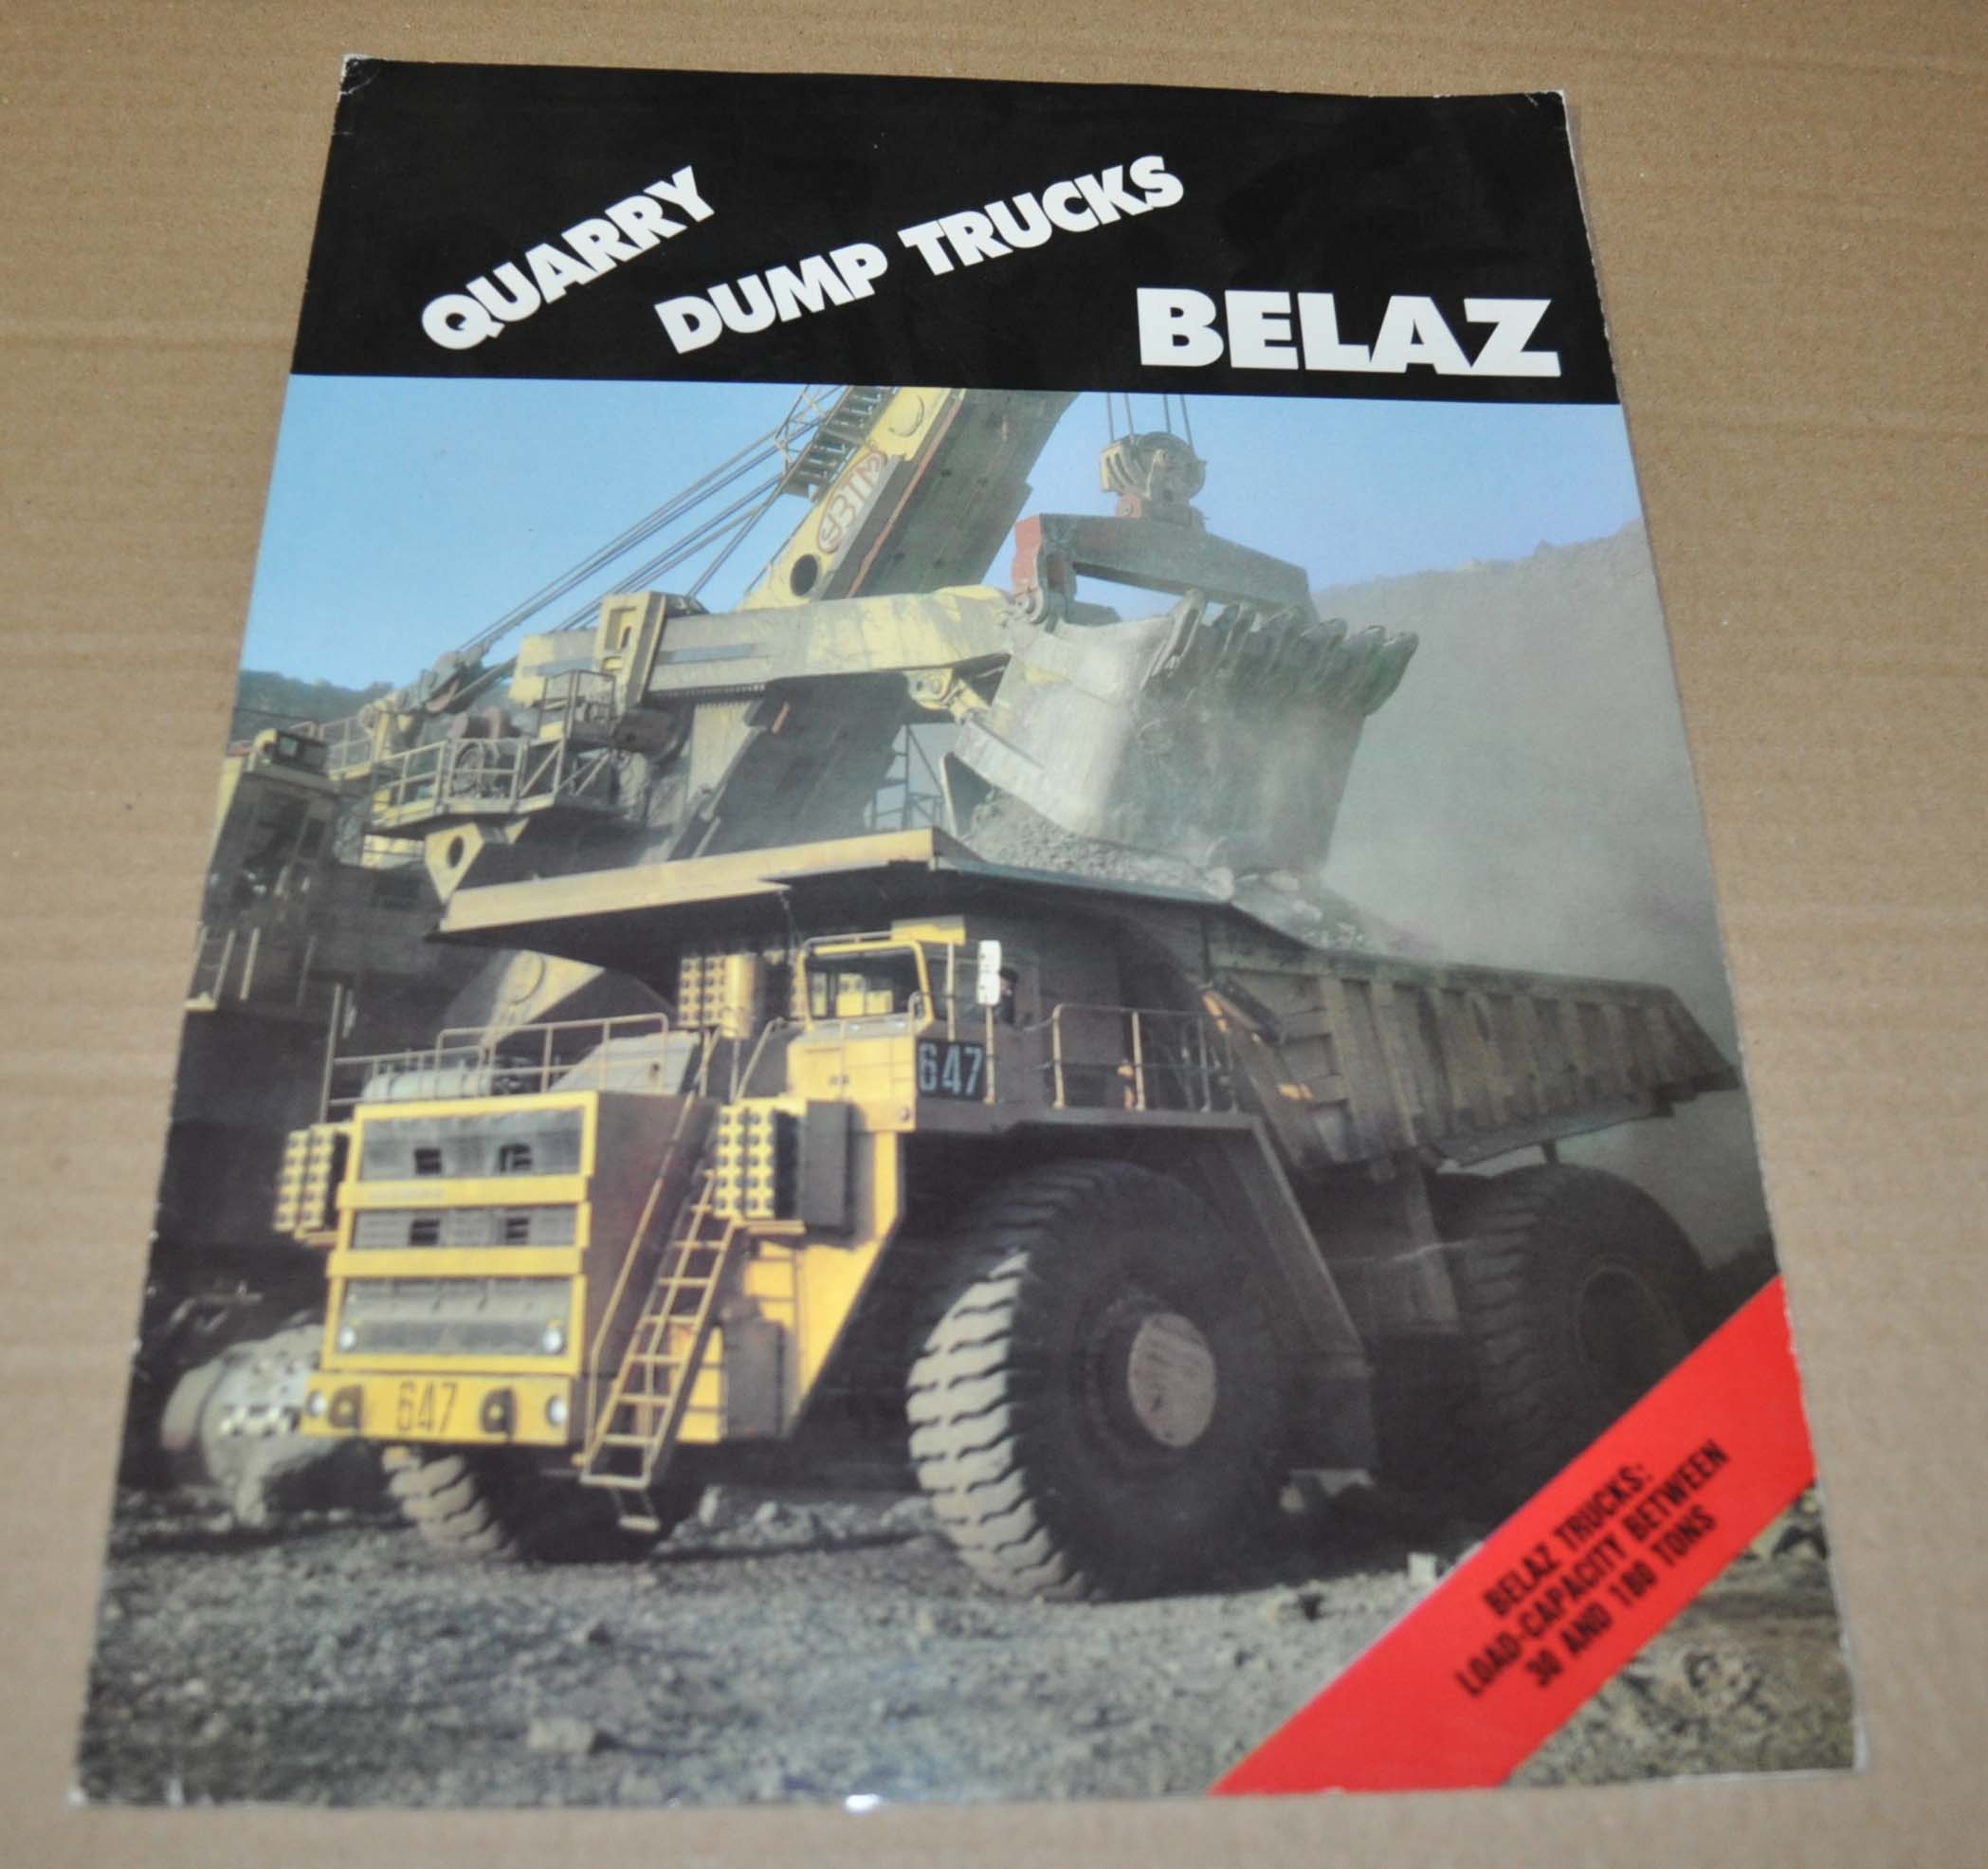 QUARRY
DUMP TRUCKS
BELAZ
647
647
BELAZ TRUCKS:
LOAD-CAPACITY BETWEEN
30 AND 180 TONS